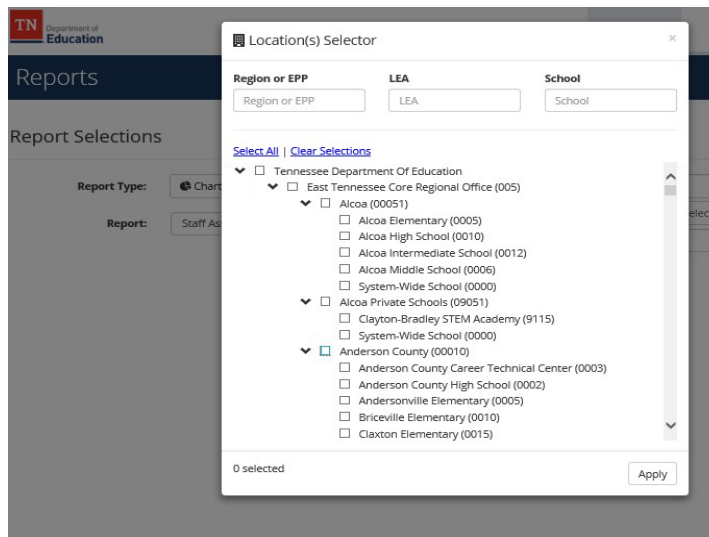 TN Department of
Education
Reports
Report Selections
Report Type:
Chart
Report:
Staff As
elec
Location(s) Selector
×
Region or EPP LEA School
Region or EPP LEA School
Select All | Clear Selections
Tennessee Department Of Education
East Tennessee Core Regional Office (005)
Alcoa (00051)
Alcoa Elementary (0005)
Alcoa High School (0010)
Alcoa Intermediate School (0012)
Alcoa Middle School (0006)
System-Wide School (0000)
Alcoa Private Schools (09051)
Clayton-Bradley STEM Academy (9115)
System-Wide School (0000)
Anderson County (00010)
Anderson County Career Technical Center (0003)
Anderson County High School (0002)
Andersonville Elementary (0005)
Briceville Elementary (0010)
Claxton Elementary (0015)
0 selected
Apply